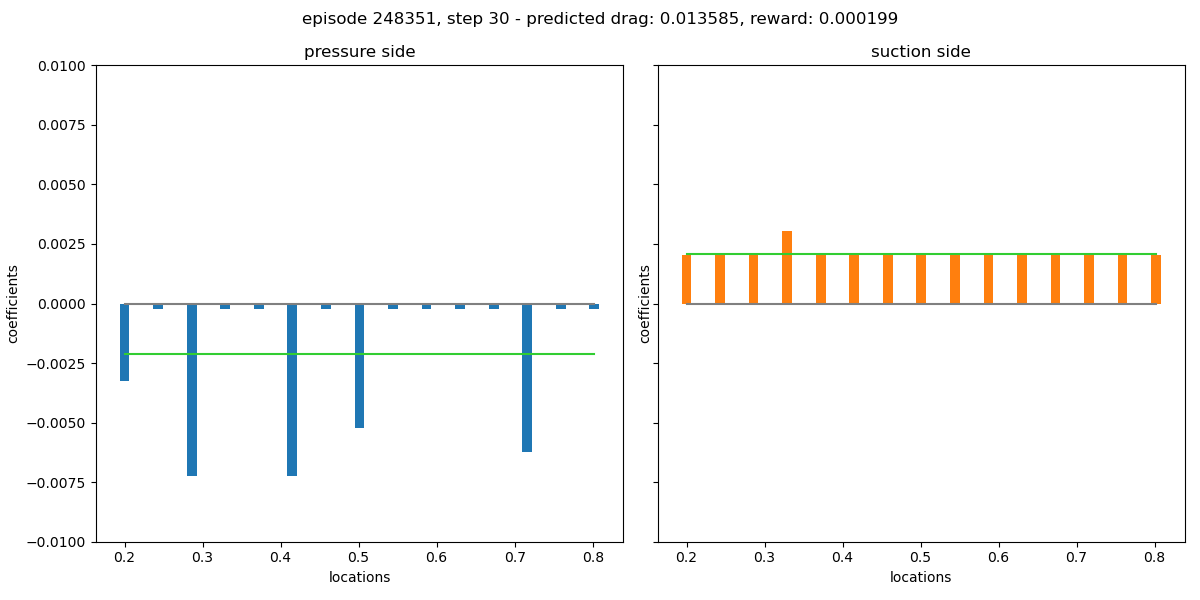 episode 248351, step 30 - predicted drag: 0.013585, reward: 0.000199
pressure side
suction side
0.0100
0.0075
0.0050
0.0025
0.0000
−0.0025
−0.0050
−0.0075
−0.0100
coefficients
coefficients
0.2 0.3 0.4 0.5 0.6 0.7 0.8
0.2 0.3 0.4 0.5 0.6 0.7 0.8
locations
locations